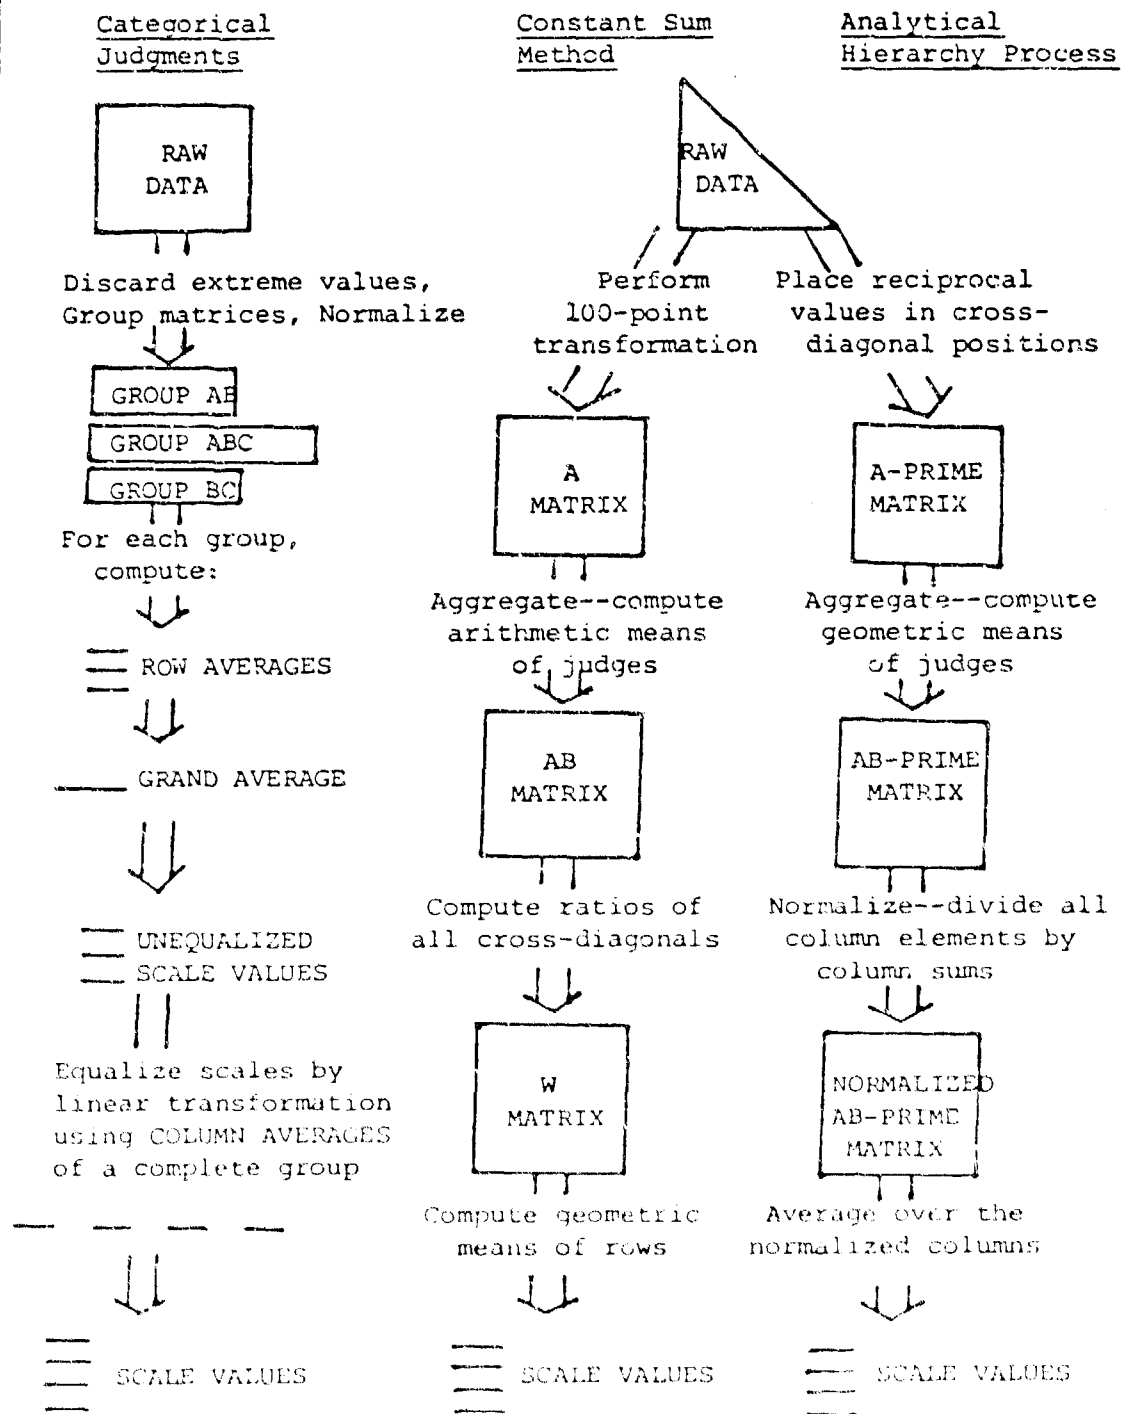 Categorical
Judgments
RAW
DATA
Discard extreme values,
Group matrices, Normalize
GROUP AB
GROUP ABC
GROUP BC
For each group,
compute:
ROW AVERAGES
GRAND AVERAGE
UNEQUALIZED
SCALE VALUES
Equalize scales by
linear transformation
using COLUMN AVERAGES
of a complete group
SCALE VALUES
Constant Sum
Method
Analytical
Hierarchy Process
RAW
DATA
Perform
100-point
transformation
A
MATRIX
Aggregate--compute
arithmetic means
of judges
AB
MATRIX
Compute ratios of
all cross-diagonals
W
MATRIX
Compute geometric
means of rows
SCALE VALUES
Place reciprocal
values in cross-
diagonal positions
A-PRIME
MATRIX
Aggregate--compute
geometric means
of judges
AB-PRIME
MATRIX
Normalize--divide all
column elements by
column sums
NORMALIZED
AB-PRIME
MATRIX
Average over the
normalized columns
SCALE VALUES